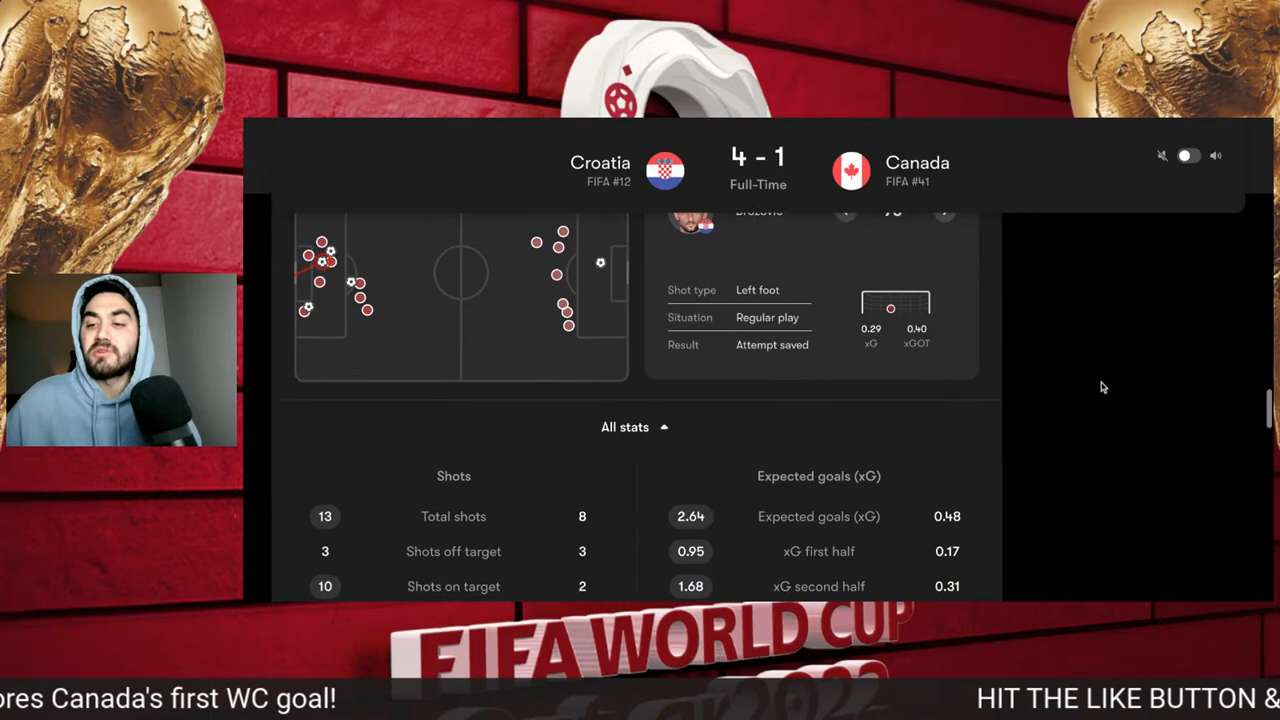 Croatia
FIFA #12
4 - 1
Full-Time
Canada
FIFA #41
Brozović
Shot type Left foot
Situation Regular play
Result Attempt saved
0.29 0.40
xG xGOT
All stats
Shots
13 Total shots 8
3 Shots off target 3
10 Shots on target 2
Expected goals (xG)
2.64 Expected goals (xG) 0.48
0.95 xG first half 0.17
1.68 xG second half 0.31
FIFA WORLD CUP
2022
ores Canada's first WC goal!
HIT THE LIKE BUTTON &